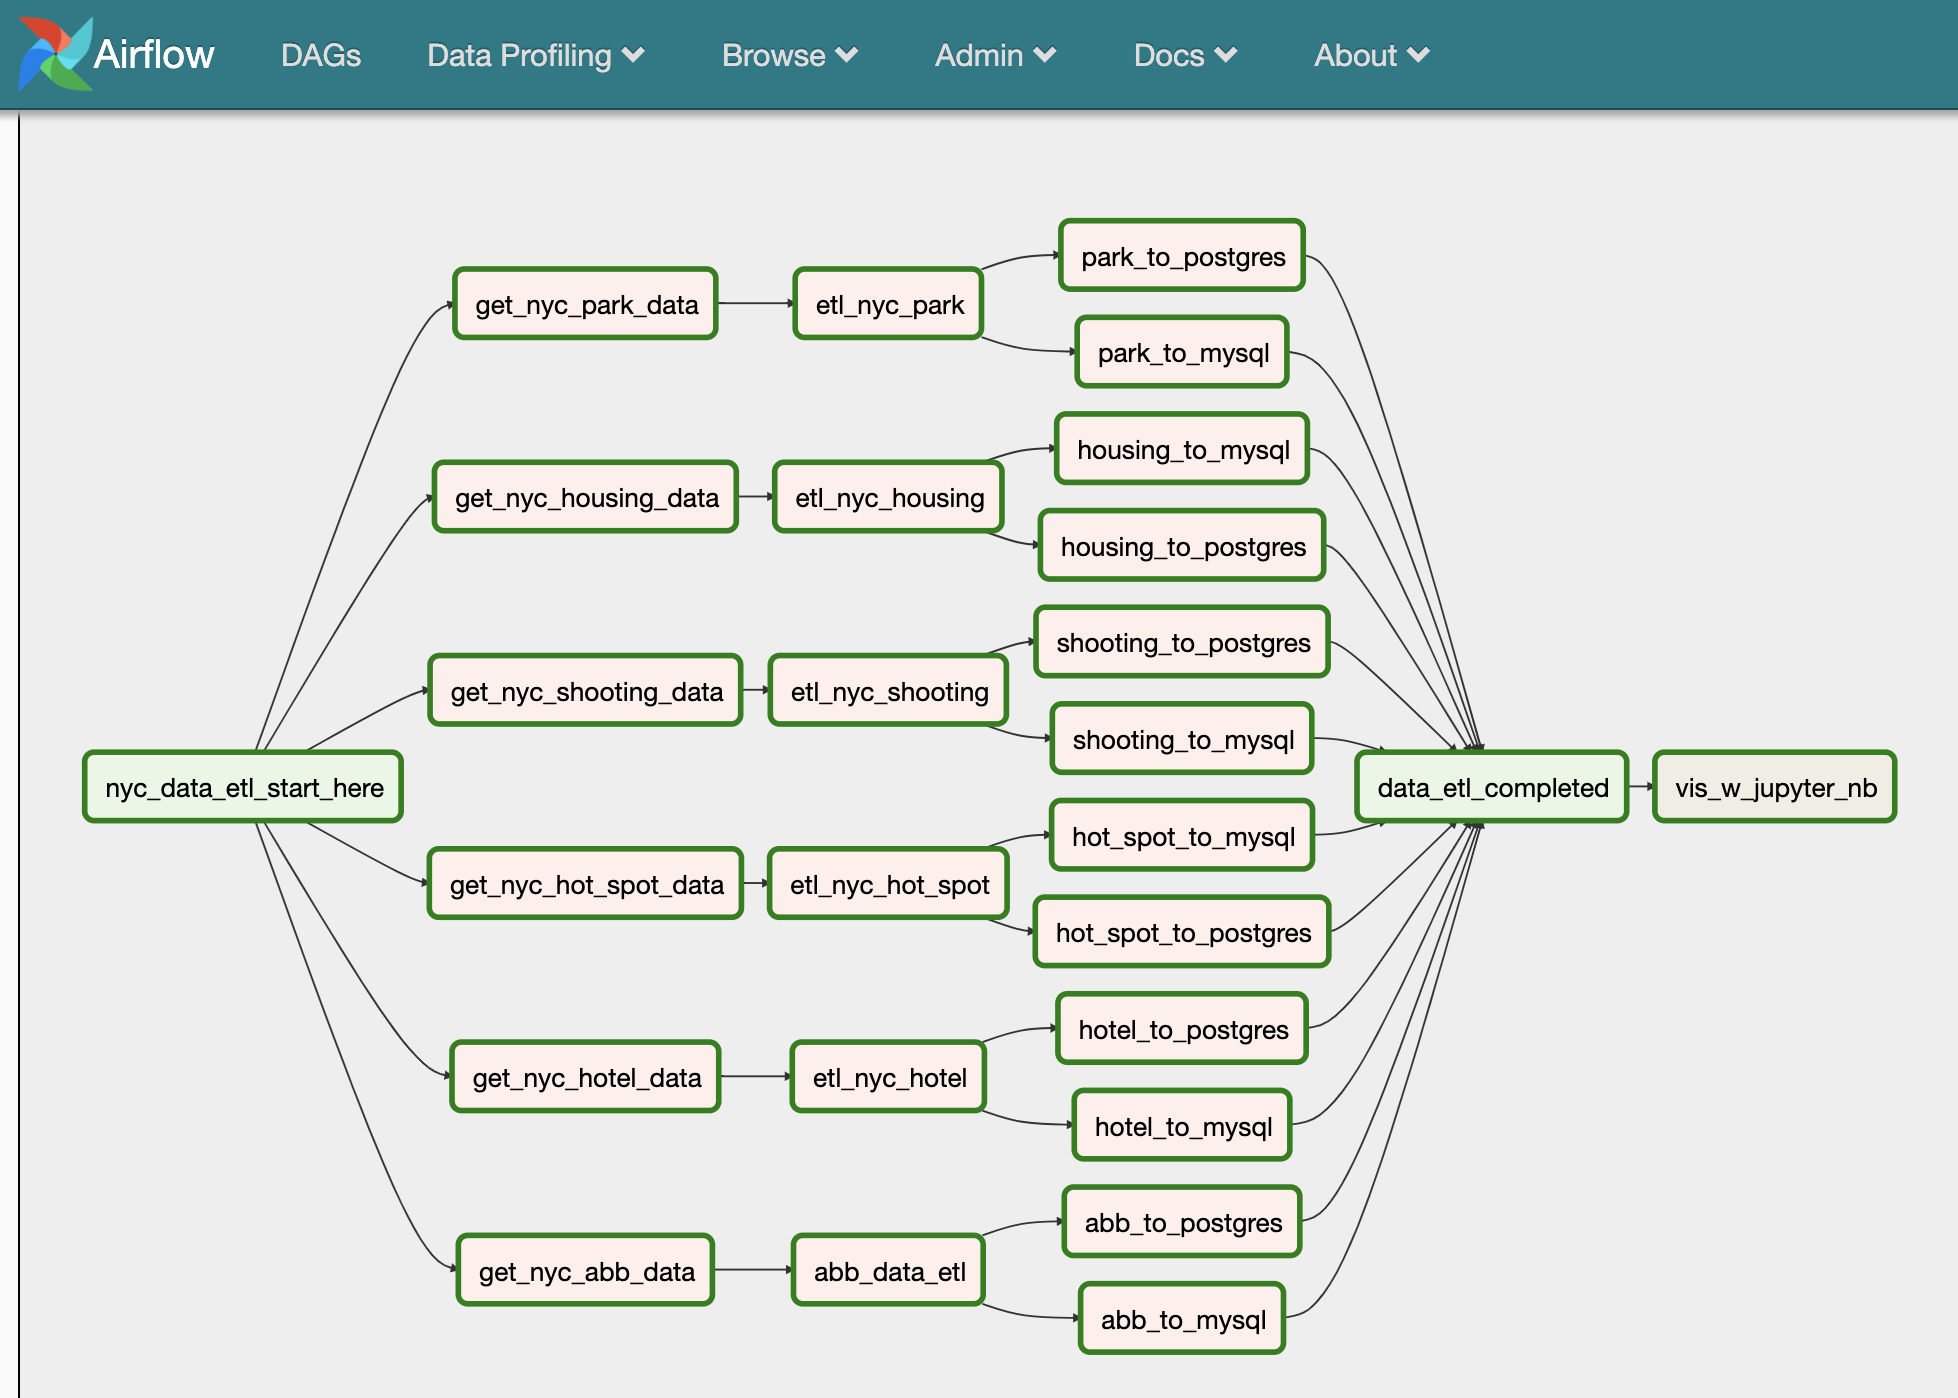 Airflow DAGs Data Profiling Browse Admin Docs About
park_to_postgres
get_nyc_park_data etl_nyc_park
park_to_mysql
housing_to_mysql
get_nyc_housing_data etl_nyc_housing
housing_to_postgres
shooting_to_postgres
get_nyc_shooting_data etl_nyc_shooting
shooting_to_mysql
nyc_data_etl_start_here data_etl_completed vis_w_jupyter_nb
hot_spot_to_mysql
get_nyc_hot_spot_data etl_nyc_hot_spot
hot_spot_to_postgres
hotel_to_postgres
get_nyc_hotel_data etl_nyc_hotel
hotel_to_mysql
abb_to_postgres
get_nyc_abb_data abb_data_etl
abb_to_mysql